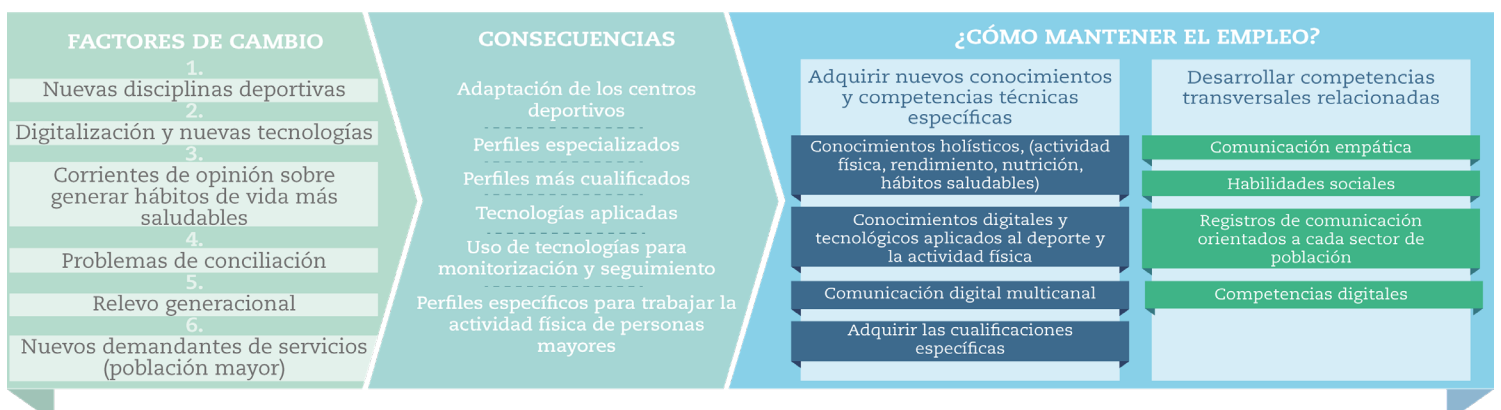 FACTORES DE CAMBIO
1.
Nuevas disciplinas deportivas
2.
Digitalización y nuevas tecnologías
3.
Corrientes de opinión sobre
generar hábitos de vida más
saludables
4.
Problemas de conciliación
5.
Relevo generacional
6.
Nuevos demandantes de servicios
(población mayor)
CONSECUENCIAS
Adaptación de los centros
deportivos
Perfiles especializados
Perfiles más cualificados
Tecnologías aplicadas
Uso de tecnologías para
monitorización y seguimiento
Perfiles específicos para trabajar la
actividad física de personas
mayores
¿CÓMO MANTENER EL EMPLEO?
Adquirir nuevos conocimientos
y competencias técnicas
específicas
Conocimientos holísticos, (actividad
física, rendimiento, nutrición,
hábitos saludables)
Conocimientos digitales y
tecnológicos aplicados al deporte y
la actividad física
Comunicación digital multicanal
Adquirir las cualificaciones
específicas
Desarrollar competencias
transversales relacionadas
Comunicación empática
Habilidades sociales
Registros de comunicación
orientados a cada sector de
población
Competencias digitales